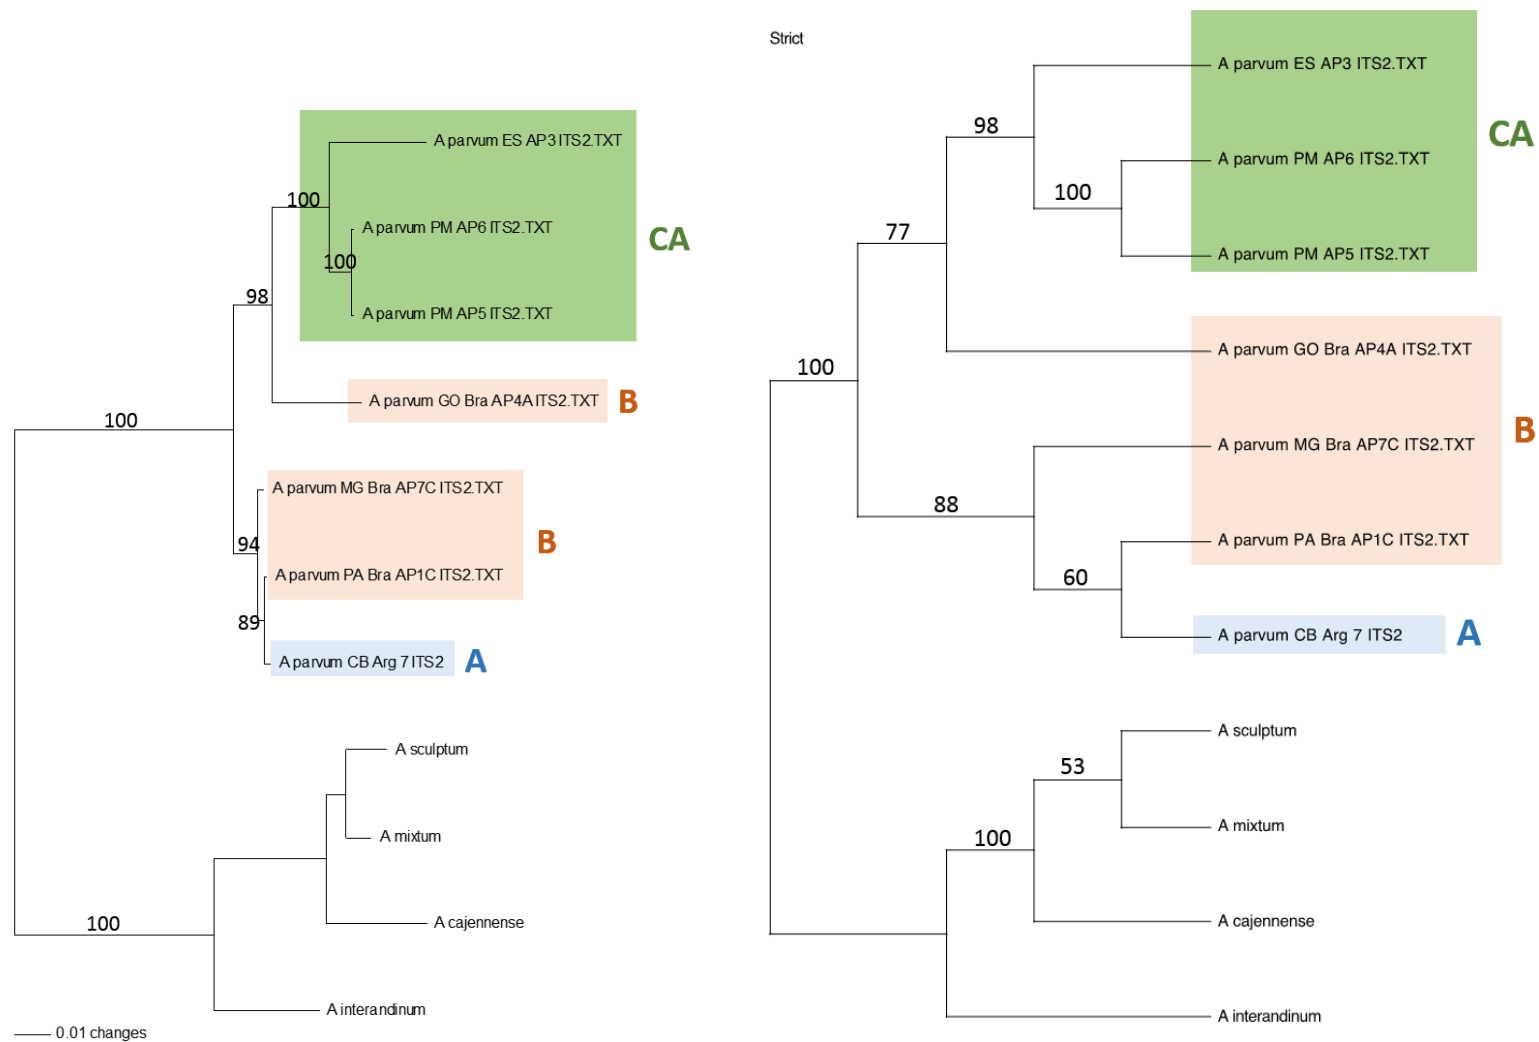 A parvum ES AP3 ITS2.TXT
100
A parvum PM AP6 ITS2.TXT
CA
100
A parvum PM AP5 ITS2.TXT
98
A parvum GO Bra AP4A ITS2.TXT
B
100
A parvum MG Bra AP7C ITS2.TXT
94
B
A parvum PA Bra AP1C ITS2.TXT
89
A parvum CB Arg 7 ITS2
A
A sculptum
A mixtum
100
A cajennense
A interandinum
0.01 changes
Strict
A parvum ES AP3 ITS2.TXT
98
CA
A parvum PM AP6 ITS2.TXT
100
77
A parvum PM AP5 ITS2.TXT
A parvum GO Bra AP4A ITS2.TXT
100
B
A parvum MG Bra AP7C ITS2.TXT
88
A parvum PA Bra AP1C ITS2.TXT
60
A parvum CB Arg 7 ITS2
A
A sculptum
53
A mixtum
100
A cajennense
A interandinum